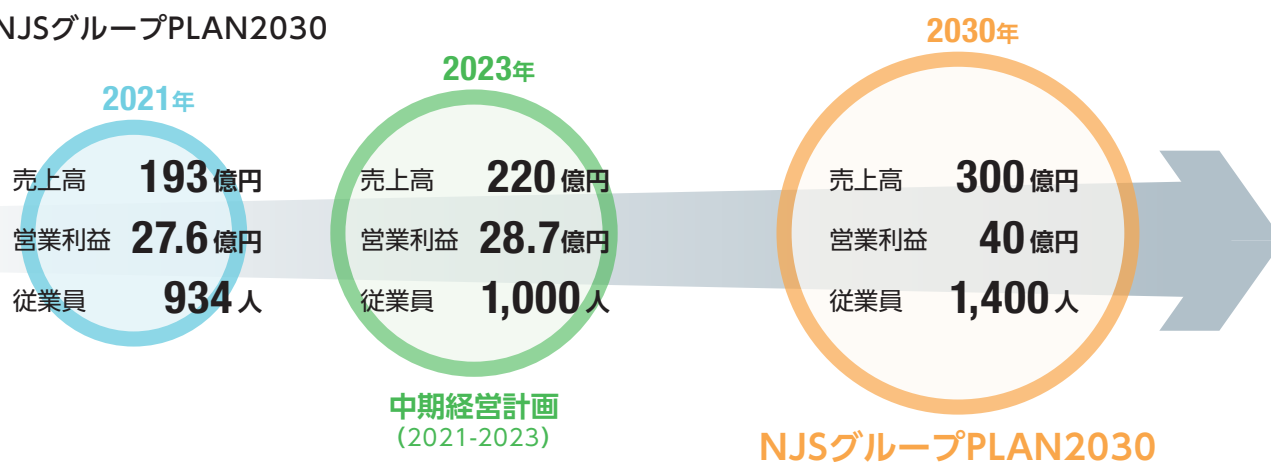 NJSグループPLAN2030
2021年
売上高 193億円
営業利益 27.6億円
従業員 934人
2023年
売上高 220億円
営業利益 28.7億円
従業員 1,000人
中期経営計画
(2021-2023)
2030年
売上高 300億円
営業利益 40億円
従業員 1,400人
NJSグループPLAN2030